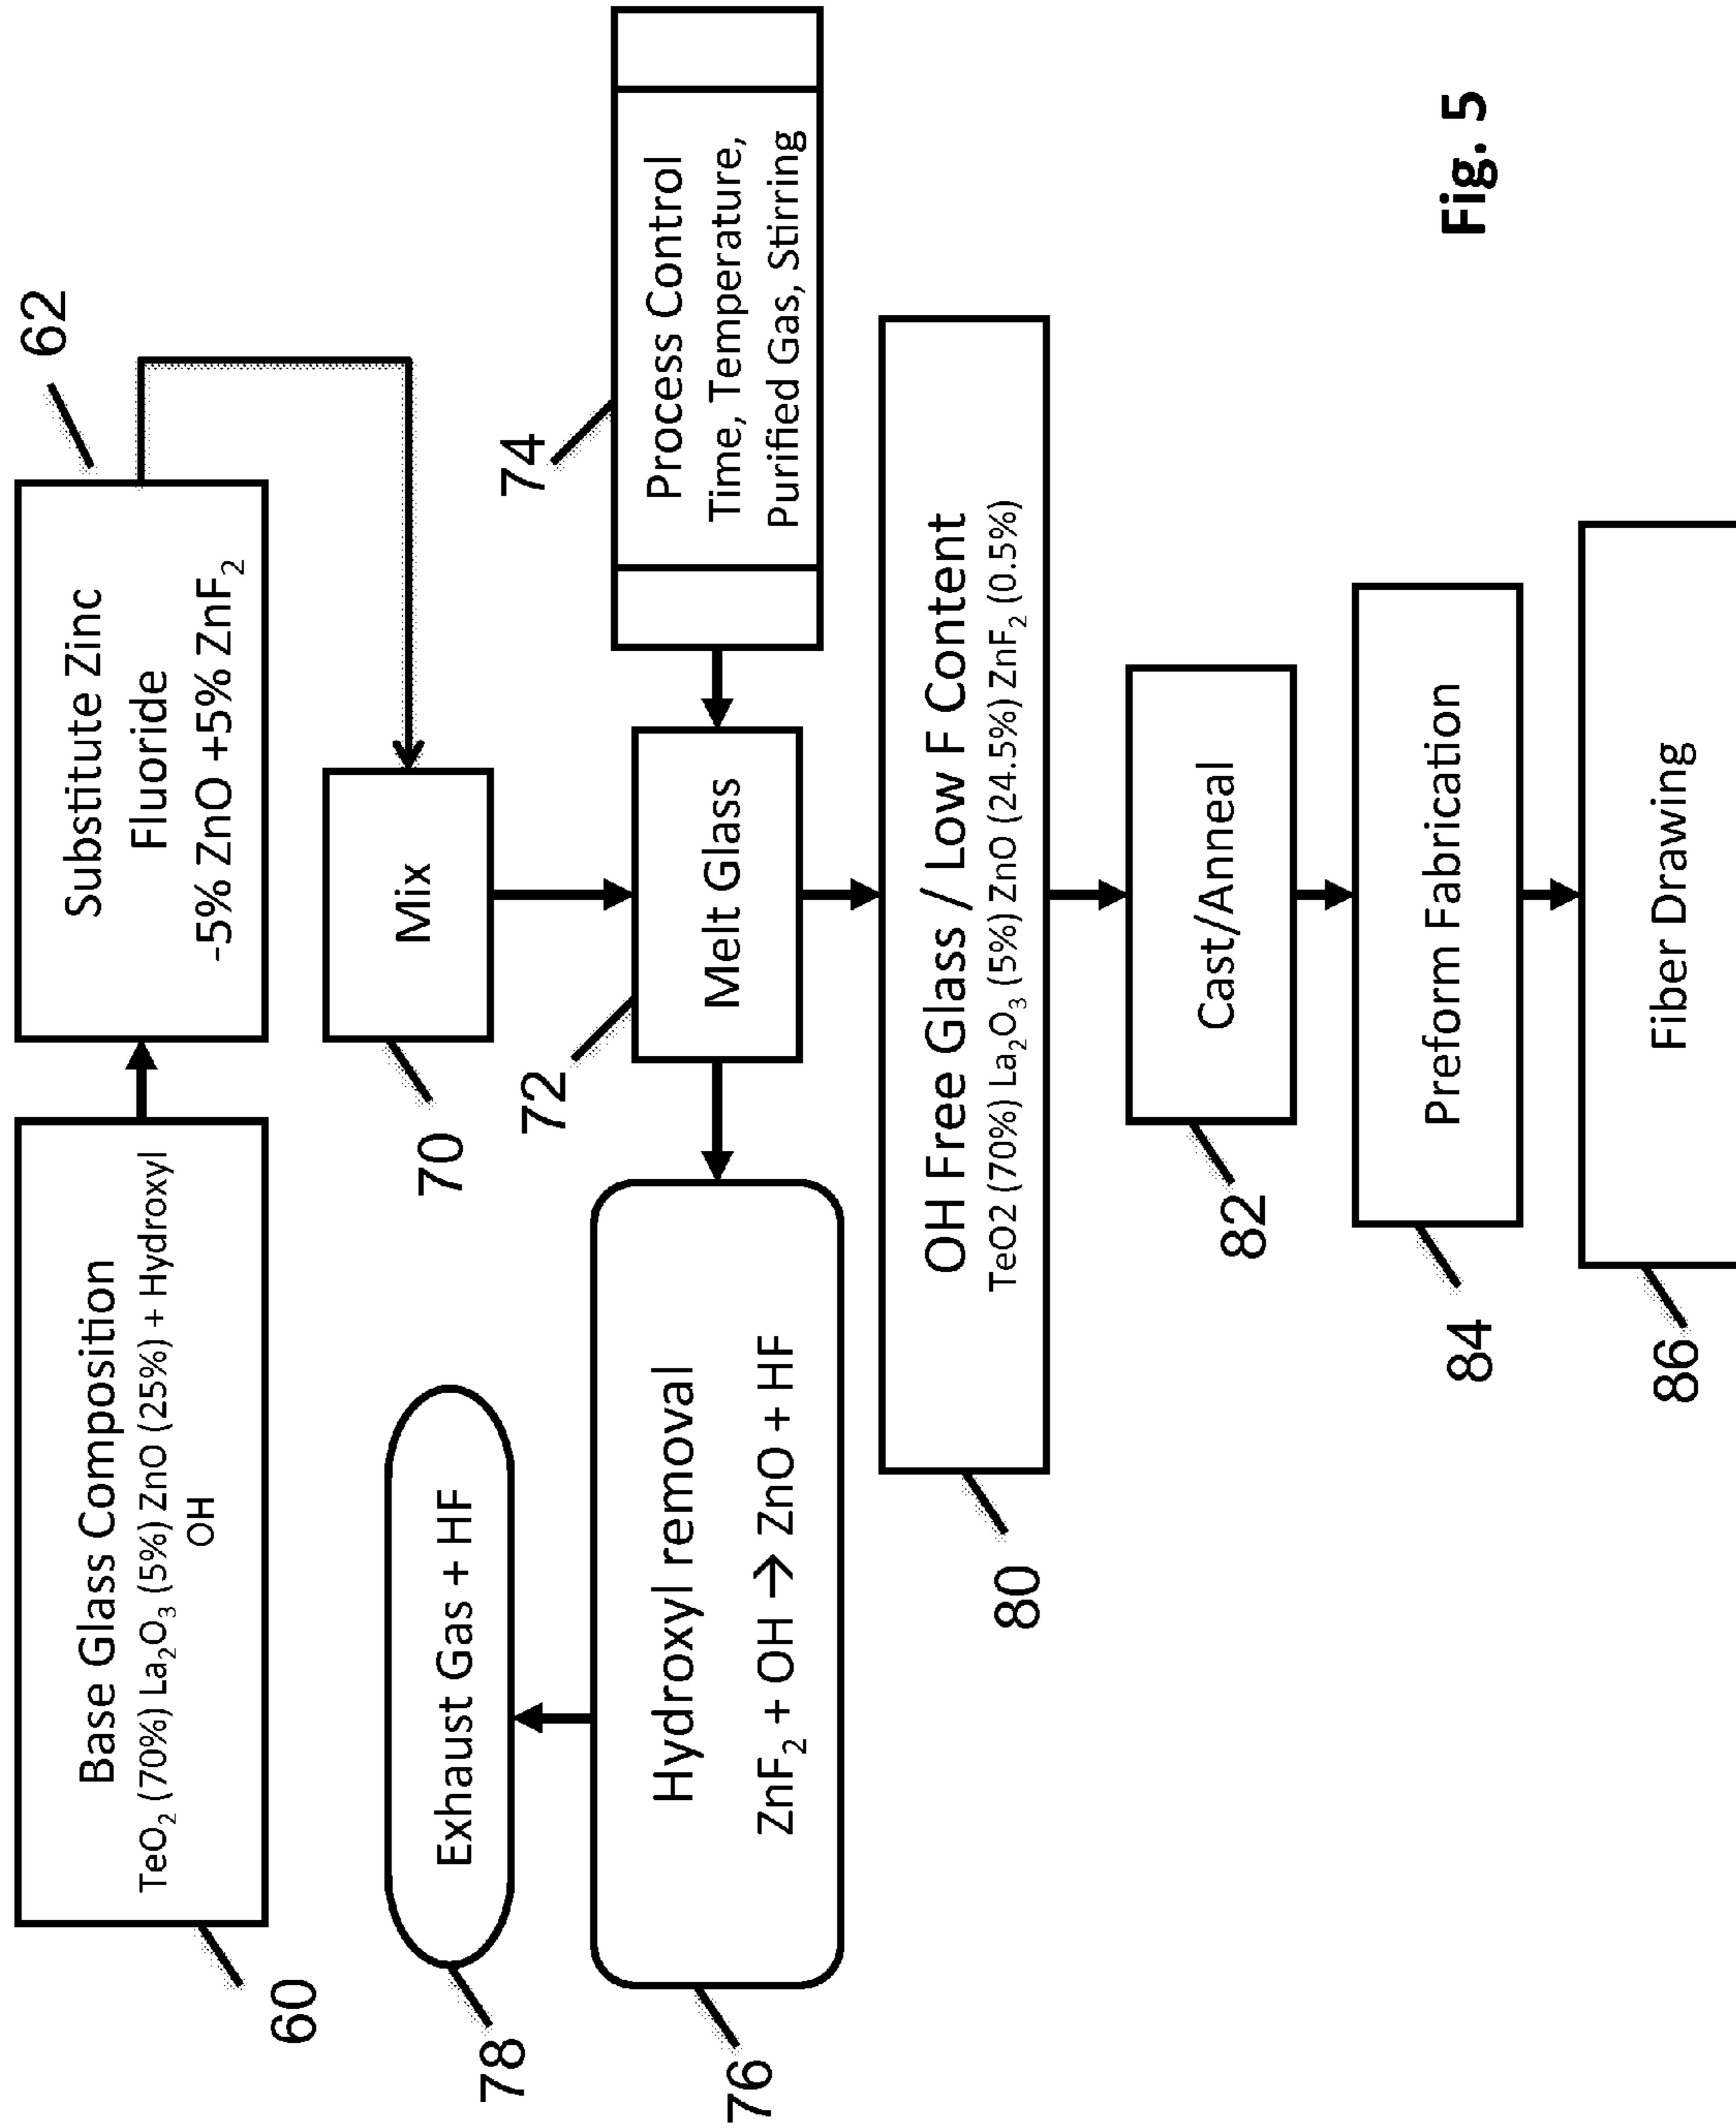 60
Base Glass Composition
TeO₂ (70%) La₂O₃ (5%) ZnO (25%) + Hydroxyl
OH
62
Substitute Zinc
Fluoride
-5% ZnO +5% ZnF₂
70
Mix
78
Exhaust Gas + HF
72
Melt Glass
74
Process Control
Time, Temperature,
Purified Gas, Stirring
76
Hydroxyl removal
ZnF₂ + OH → ZnO + HF
80
OH Free Glass / Low F Content
TeO2 (70%) La₂O₃ (5%) ZnO (24.5%) ZnF₂ (0.5%)
82
Cast/Anneal
84
Preform Fabrication
86
Fiber Drawing
Fig. 5